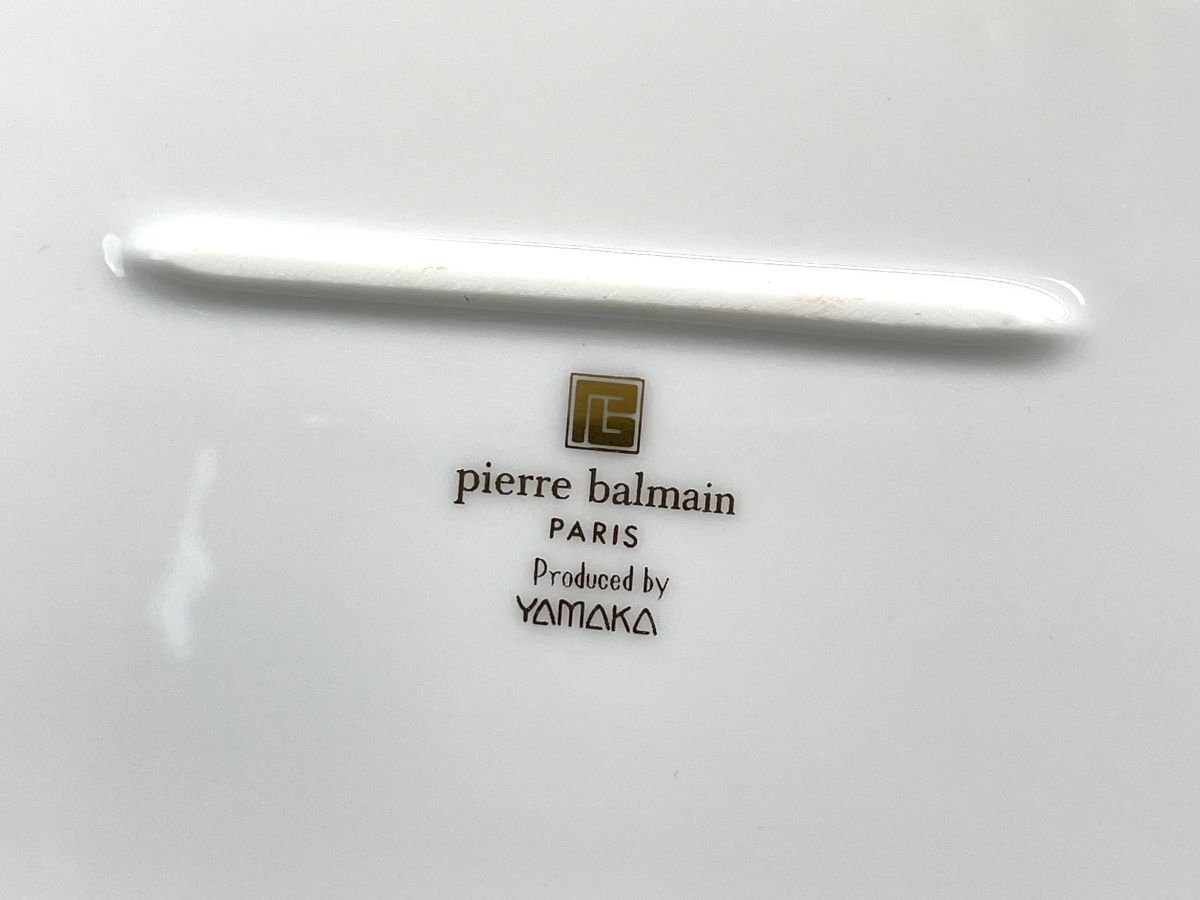 pierre balmain
PARIS
Produced by
YAMAKA